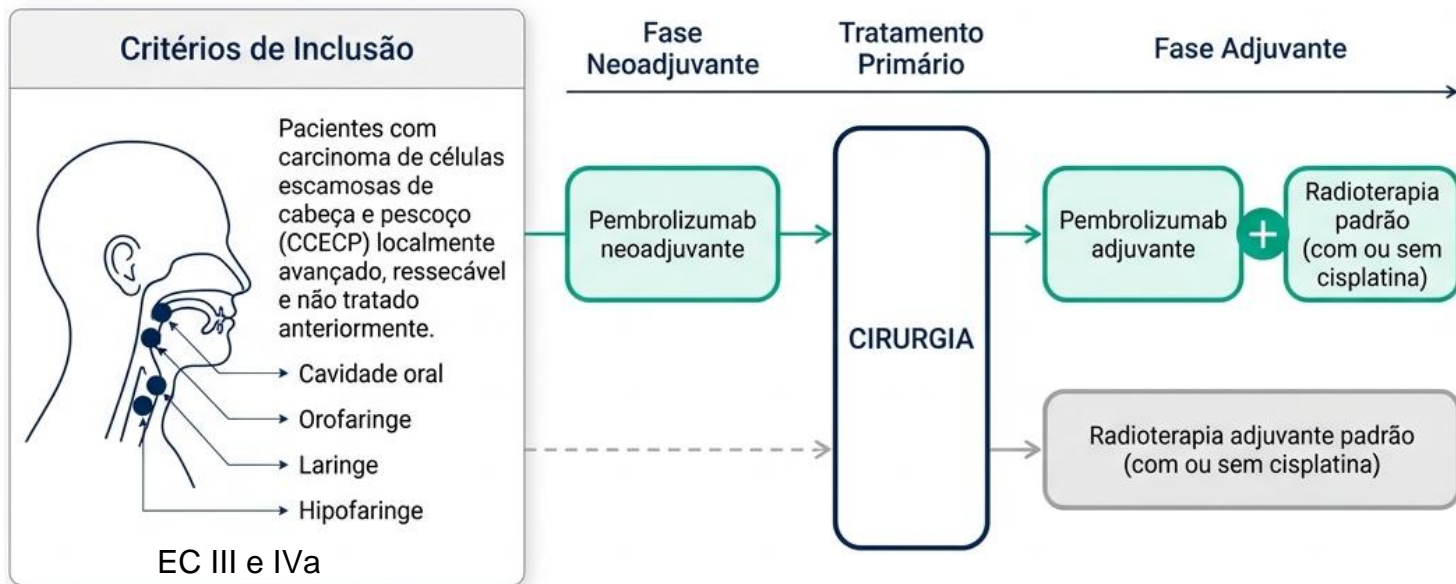 Critérios de Inclusão
Pacientes com
carcinoma de células
escamosas de
cabeça e pescoço
(CCECP) localmente
avançado, ressecável
e não tratado
anteriormente.
Cavidade oral
Orofaringe
Laringe
Hipofaringe
EC III e IVa
Fase
Neoadjuvante
Tratamento
Primário
Fase Adjuvante
Pembrolizumab
neoadjuvante
CIRURGIA
Pembrolizumab
adjuvante
+
Radioterapia
padrão
(com ou sem
cisplatina)
Radioterapia adjuvante padrão
(com ou sem cisplatina)